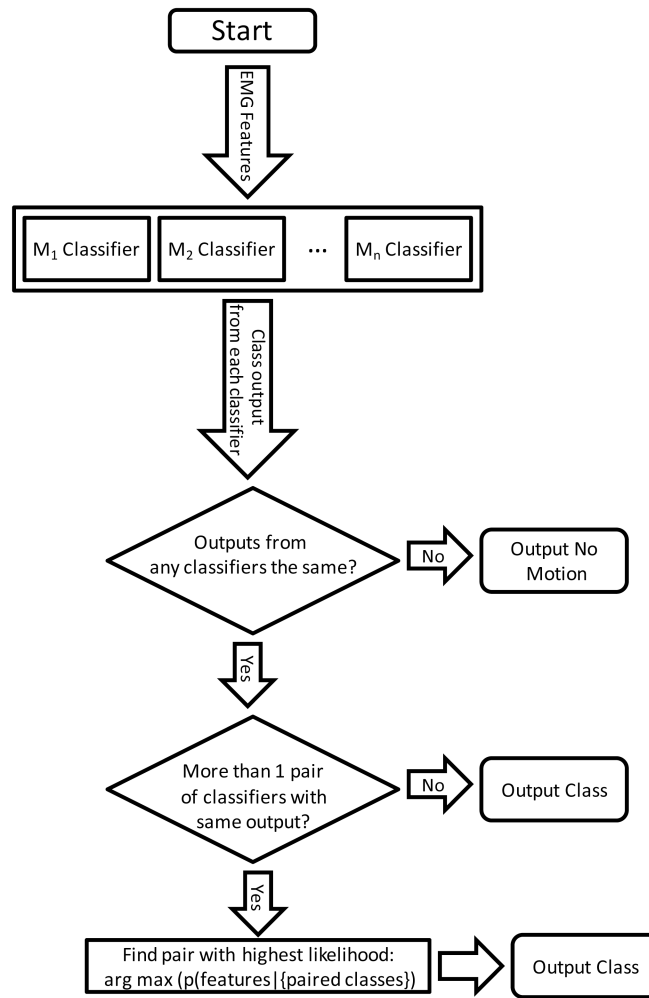 Start
EMG Features
M₁ Classifier
M₂ Classifier
...
Mₙ Classifier
Class output
from each classifier
Outputs from
any classifiers the same?
No
Output No
Motion
Yes
More than 1 pair
of classifiers with
same output?
No
Output Class
Yes
Find pair with highest likelihood:
arg max (p(features|{paired classes})
Output Class